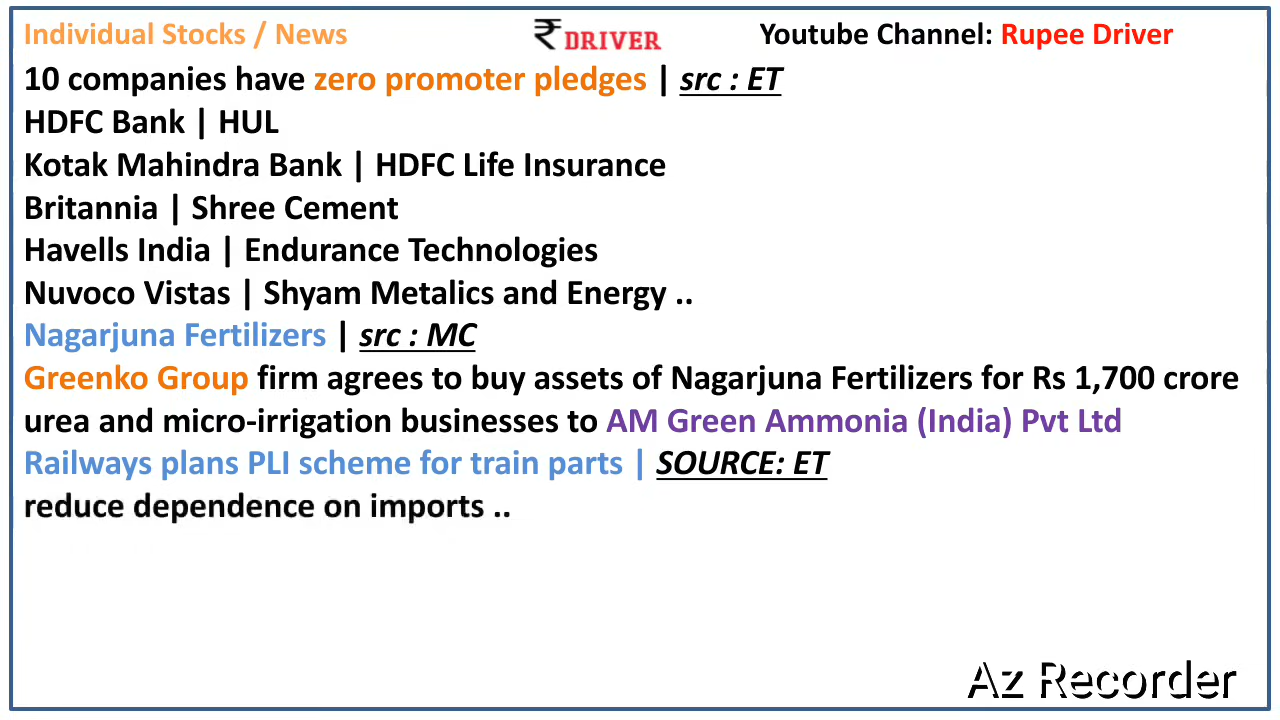 Individual Stocks / News ₹ DRIVER Youtube Channel: Rupee Driver
10 companies have zero promoter pledges | src : ET
HDFC Bank | HUL
Kotak Mahindra Bank | HDFC Life Insurance
Britannia | Shree Cement
Havells India | Endurance Technologies
Nuvoco Vistas | Shyam Metalics and Energy ..
Nagarjuna Fertilizers | src : MC
Greenko Group firm agrees to buy assets of Nagarjuna Fertilizers for Rs 1,700 crore
urea and micro-irrigation businesses to AM Green Ammonia (India) Pvt Ltd
Railways plans PLI scheme for train parts | SOURCE: ET
reduce dependence on imports ..
Az Recorder